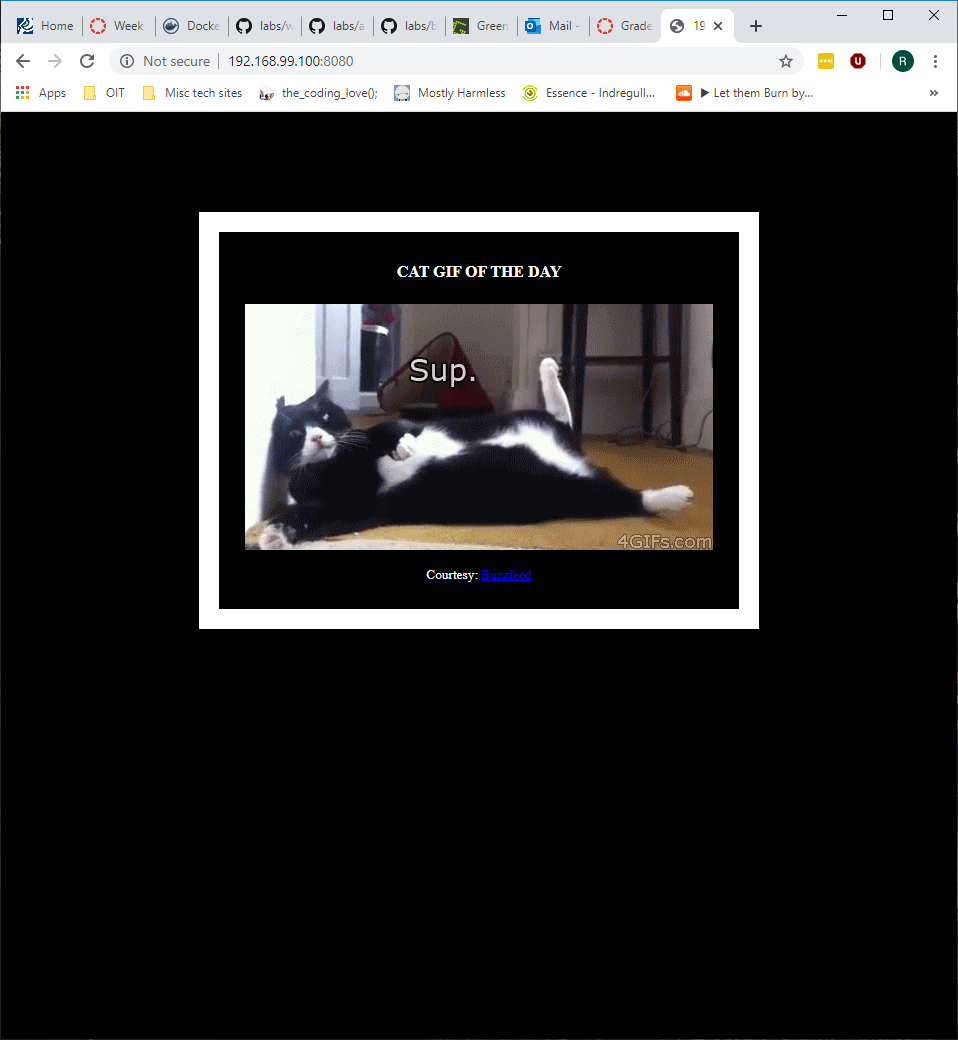 Home
Week
Docke
labs/w
labs/a
labs/b
Green
Mail -
Grade
19
Not secure
192.168.99.100:8080
R
Apps
OIT
Misc tech sites
the_coding_love();
Mostly Harmless
Essence - Indregull...
▶ Let them Burn by...
»
CAT GIF OF THE DAY
Sup.
4GIFs.com
Courtesy: Buzzfeed